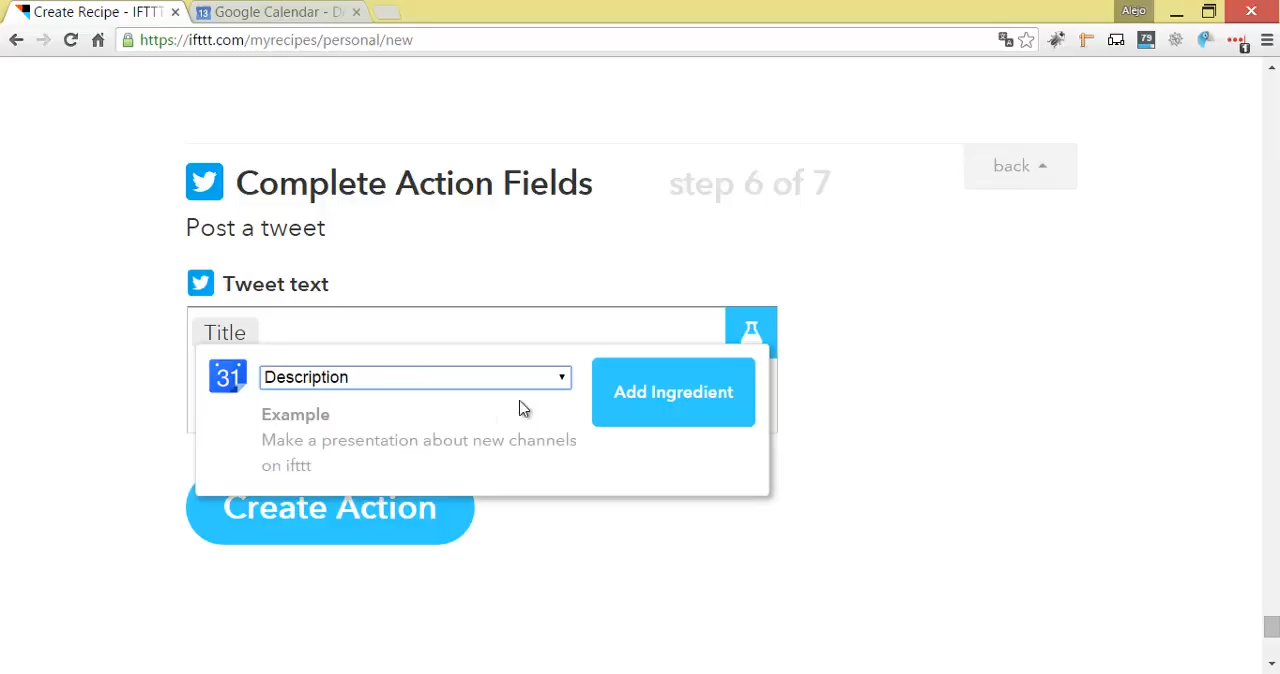 Create Recipe - IFTTT
Google Calendar - D
Alejo
https://ifttt.com/myrecipes/personal/new
79
1
Complete Action Fields
step 6 of 7
back
Post a tweet
Tweet text
Title
31
Description
Add Ingredient
Example
Make a presentation about new channels
on ifttt
Create Action